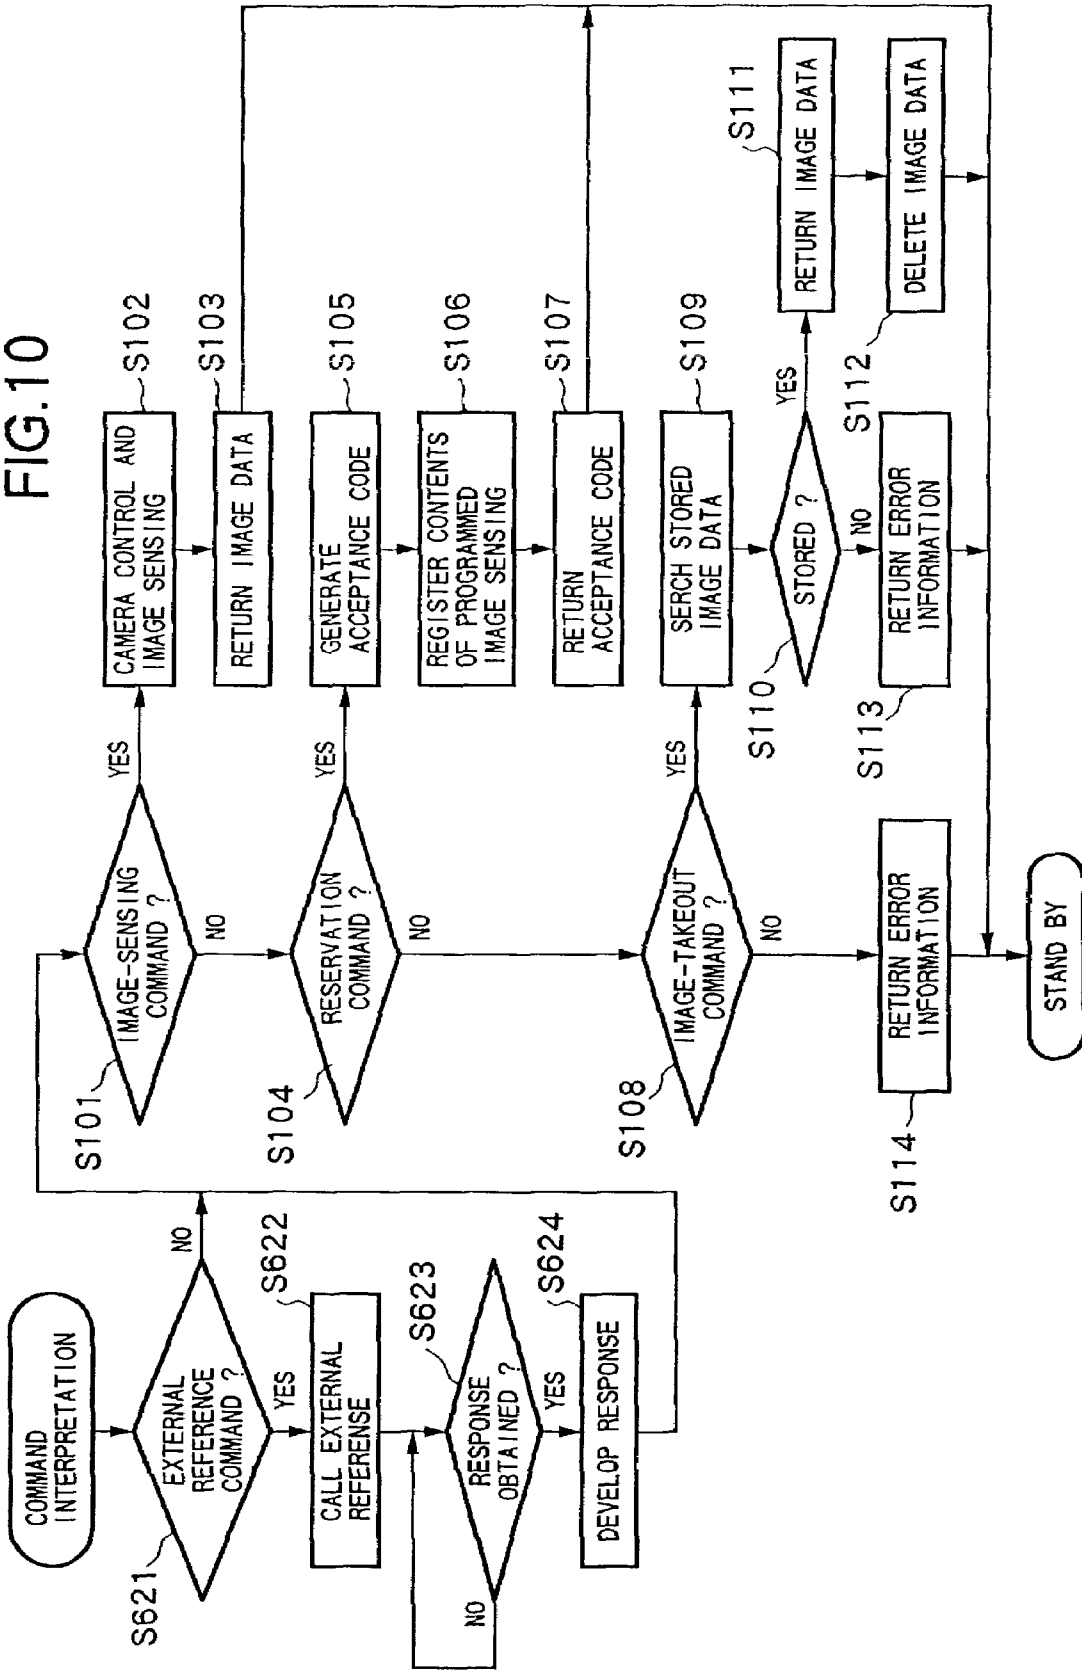 FIG.10
COMMAND
INTERPRETATION
S621
EXTERNAL
REFERENCE
COMMAND ?
NO
YES
S622
CALL EXTERNAL
REFERENSE
S623
RESPONSE
OBTAINED ?
NO
YES
S624
DEVELOP RESPONSE
S101
IMAGE-SENSING
COMMAND ?
YES
NO
S102
CAMERA CONTROL AND
IMAGE SENSING
S103
RETURN IMAGE DATA
S104
RESERVATION
COMMAND ?
YES
NO
S105
GENERATE
ACCEPTANCE CODE
S106
REGISTER CONTENTS
OF PROGRAMMED
IMAGE SENSING
S107
RETURN
ACCEPTANCE CODE
S108
IMAGE-TAKEOUT
COMMAND ?
YES
NO
S109
SERCH STORED
IMAGE DATA
S110
STORED ?
YES
NO
S111
RETURN IMAGE DATA
S112
DELETE IMAGE DATA
S113
RETURN ERROR
INFORMATION
S114
RETURN ERROR
INFORMATION
STAND BY